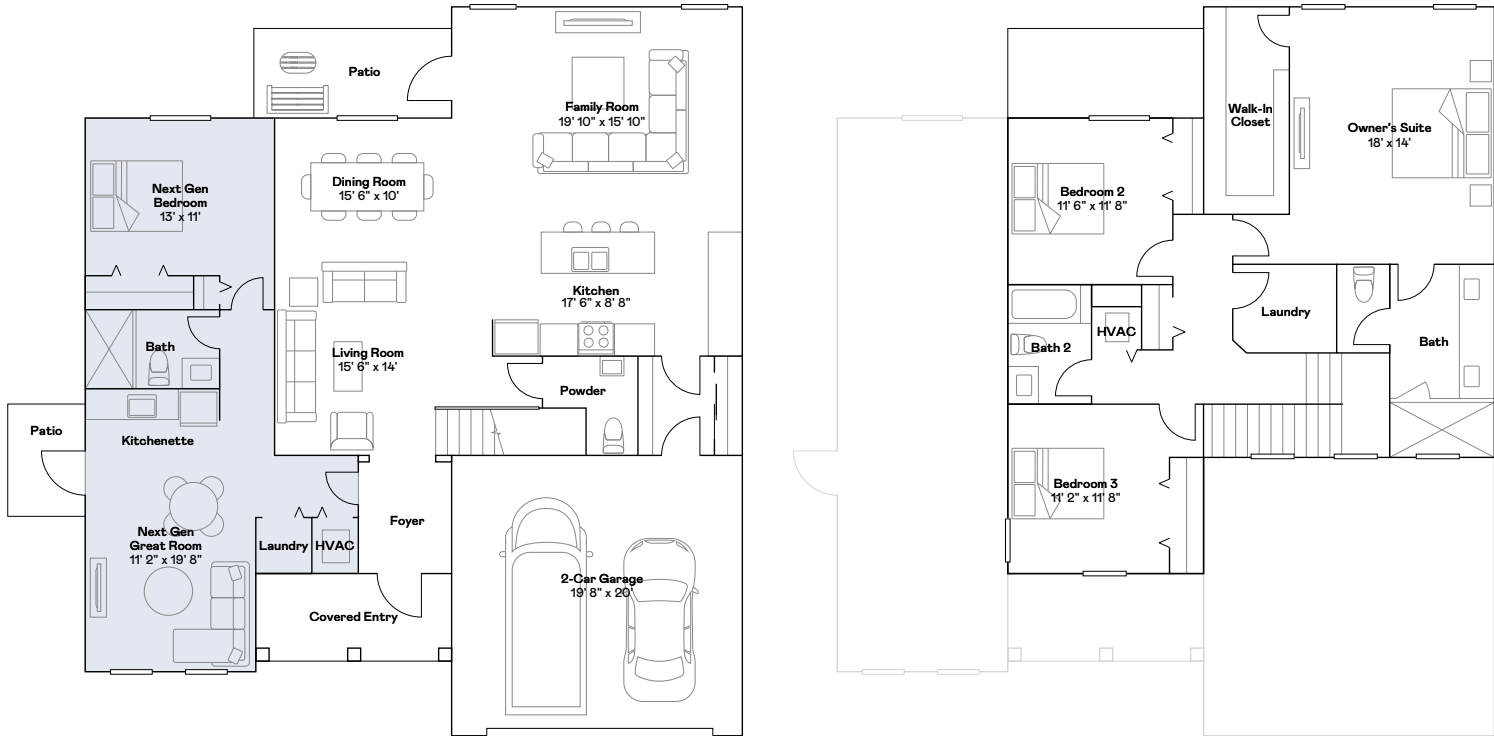 Patio
Family Room
19' 10" x 15' 10"
Next Gen
Bedroom
13' x 11'
Dining Room
15' 6" x 10'
Kitchen
17' 6" x 8' 8"
Bath
Living Room
15' 6" x 14'
Powder
Patio
Kitchenette
Next Gen
Great Room
11' 2" x 19' 8"
Laundry
HVAC
Foyer
2-Car Garage
19' 8" x 20'
Covered Entry
Walk-In
Closet
Owner's Suite
18' x 14'
Bedroom 2
11' 6" x 11' 8"
Laundry
HVAC
Bath 2
Bath
Bedroom 3
11' 2" x 11' 8"